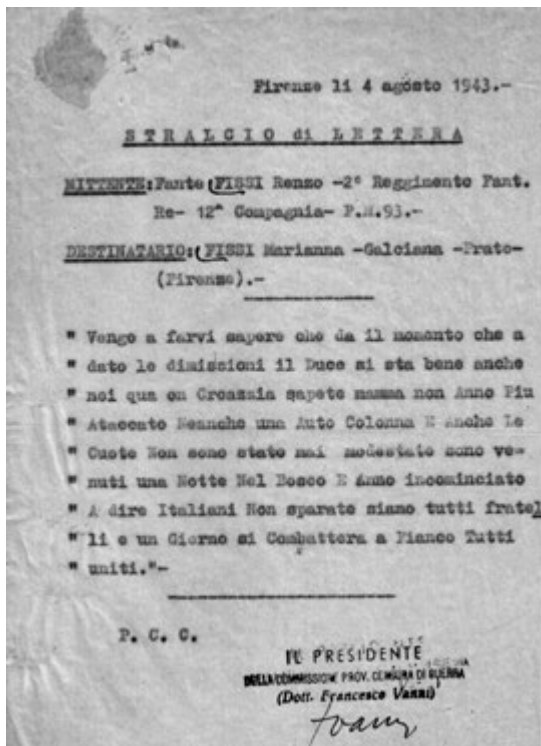 Firenze li 4 agosto 1943.-
STRALCIO di LETTERA
MITTENTE:Fante FISSI Renzo -2° Reggimento Fant.
Re- 12^ Compagnia- P.M.93.-
DESTINATARIO: FISSI Marianna -Galciana -Prato-
(Firenze).-
" Vengo a farvi sapere che da il momento che a
" dato le dimissioni il Duce si sta bene anche
" noi qua en Croazaia sapete mamma non Anno Piu
" Ataccato Neanche una Auto Colonna E Anche Le
" Cuote Non sono stato mai modestate sono ve-
" nuti una Notte Nel Bosco E Anno incominciato
" A dire Italiani Non sparate siamo tutti fratel
" li e un Giorno si Combattera a Fianco Tutti
" uniti."-
P. C. C.
IL PRESIDENTE
DELLA COMMISSIONE PROV. CENSURA DI GUERRA
(Dott. Francesco Vanni)